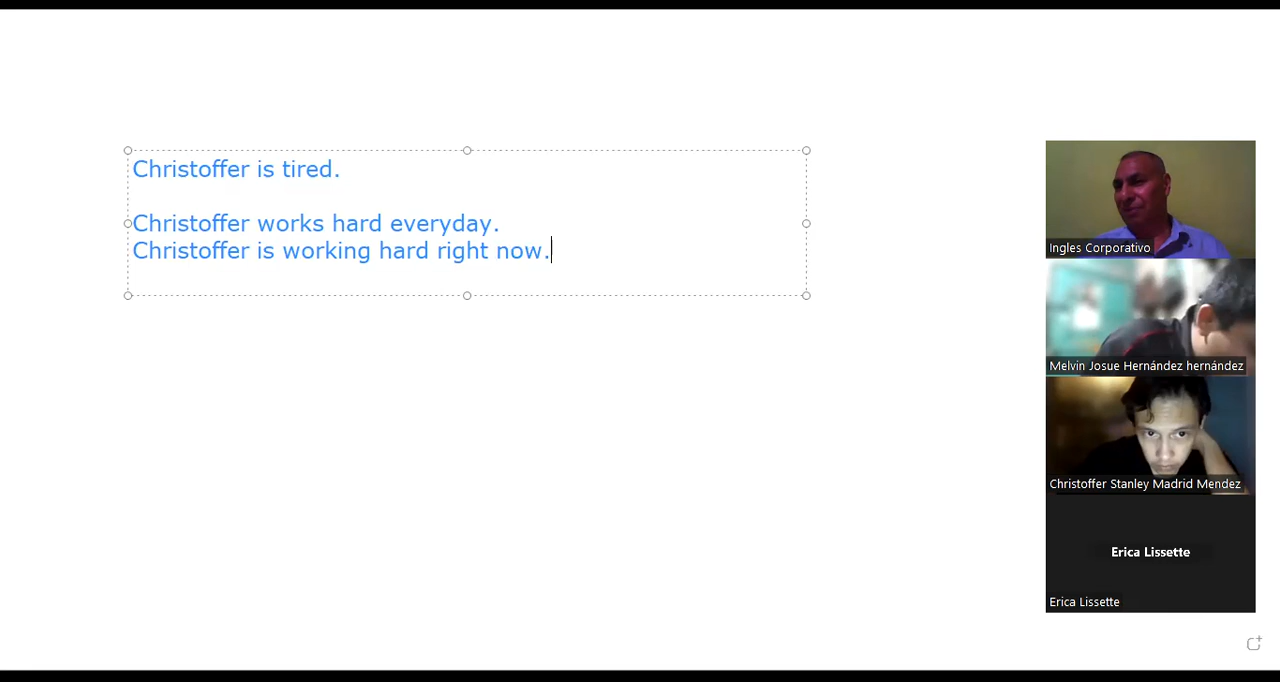 Christoffer is tired.
Christoffer works hard everyday.
Christoffer is working hard right now.
Ingles Corporativo
Melvin Josue Hernández hernández
Christoffer Stanley Madrid Mendez
Erica Lissette
Erica Lissette